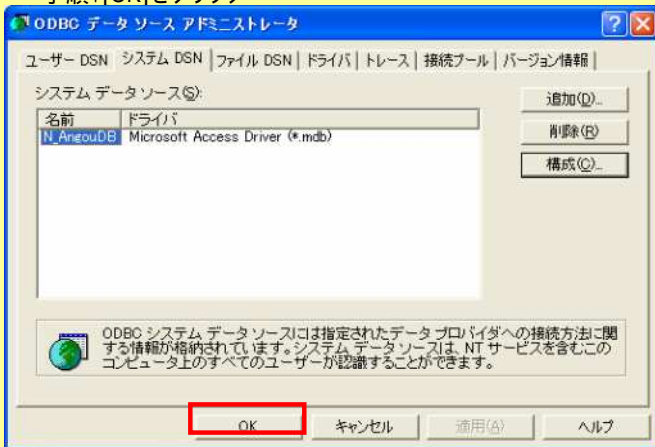 ODBC データ ソース アドミニストレータ
ユーザー DSN システム DSN ファイル DSN ドライバ トレース 接続プール バージョン情報
システム データ ソース(S):
追加(D)...
名前 ドライバ
N_AngouDB Microsoft Access Driver (*.mdb)
削除(R)
構成(C)...
ODBC システム データ ソースには指定されたデータ プロバイダへの接続方法に関
する情報が格納されています。システム データ ソースは、NT サービスを含むこの
コンピュータ上のすべてのユーザーが認識することができます。
OK キャンセル 適用(A) ヘルプ